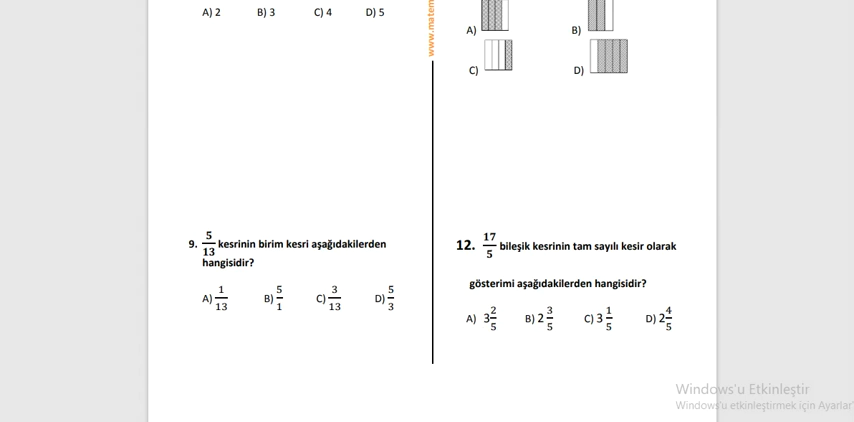 A) 2 B) 3 C) 4 D) 5
www.matem
A) B)
C) D)
9. 5/13 kesrinin birim kesri aşağıdakilerden
hangisidir?
A) 1/13 B) 5/1 C) 3/13 D) 5/3
12. 17/5 bileşik kesrinin tam sayılı kesir olarak
gösterimi aşağıdakilerden hangisidir?
A) 3 2/5 B) 2 3/5 C) 3 1/5 D) 2 4/5
Windows'u Etkinleştir
Windows'u etkinleştirmek için Ayarlar'